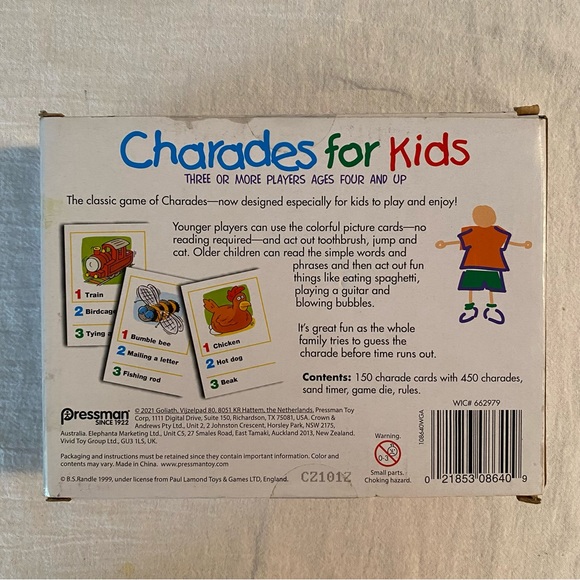 Charades for Kids
THREE OR MORE PLAYERS AGES FOUR AND UP
The classic game of Charades—now designed especially for kids to play and enjoy!
Younger players can use the colorful picture cards—no
reading required—and act out toothbrush, jump and
cat. Older children can read the simple words and
phrases and then act out fun
things like eating spaghetti,
playing a guitar and
blowing bubbles.
It's great fun as the whole
family tries to guess the
charade before time runs out.
Contents: 150 charade cards with 450 charades,
sand timer, game die, rules.
1 Train
2 Birdcag
3 Tying
1 Bumble bee
2 Mailing a letter
3 Fishing rod
1 Chicken
2 Hot dog
3 Beak
Pressman
SINCE 1922
© 2021 Goliath, Vijzelpad 80, 8051 KR Hattem, the Netherlands, Pressman Toy
Corp, 1111 Digital Drive, Suite 150, Richardson, TX 75081, USA. Crown &
Andrews Pty Ltd., Unit 2, 2 Johnston Crescent, Horsley Park, NSW 2175,
Australia. Elephanta Marketing Ltd., Unit C5, 27 Smales Road, East Tamaki, Auckland 2013, New Zealand.
Vivid Toy Group Ltd., GU3 1LS, UK.
Packaging and instructions must be retained since they contain important information. Color and
contents may vary. Made in China. www.pressmantoy.com
© B.S.Randle 1999, under license from Paul Lamond Toys & Games LTD, England.
CZ1012
Warning.
0-3
Small parts.
Choking hazard.
WIC# 662979
108640WGA
0 21853 08640 9